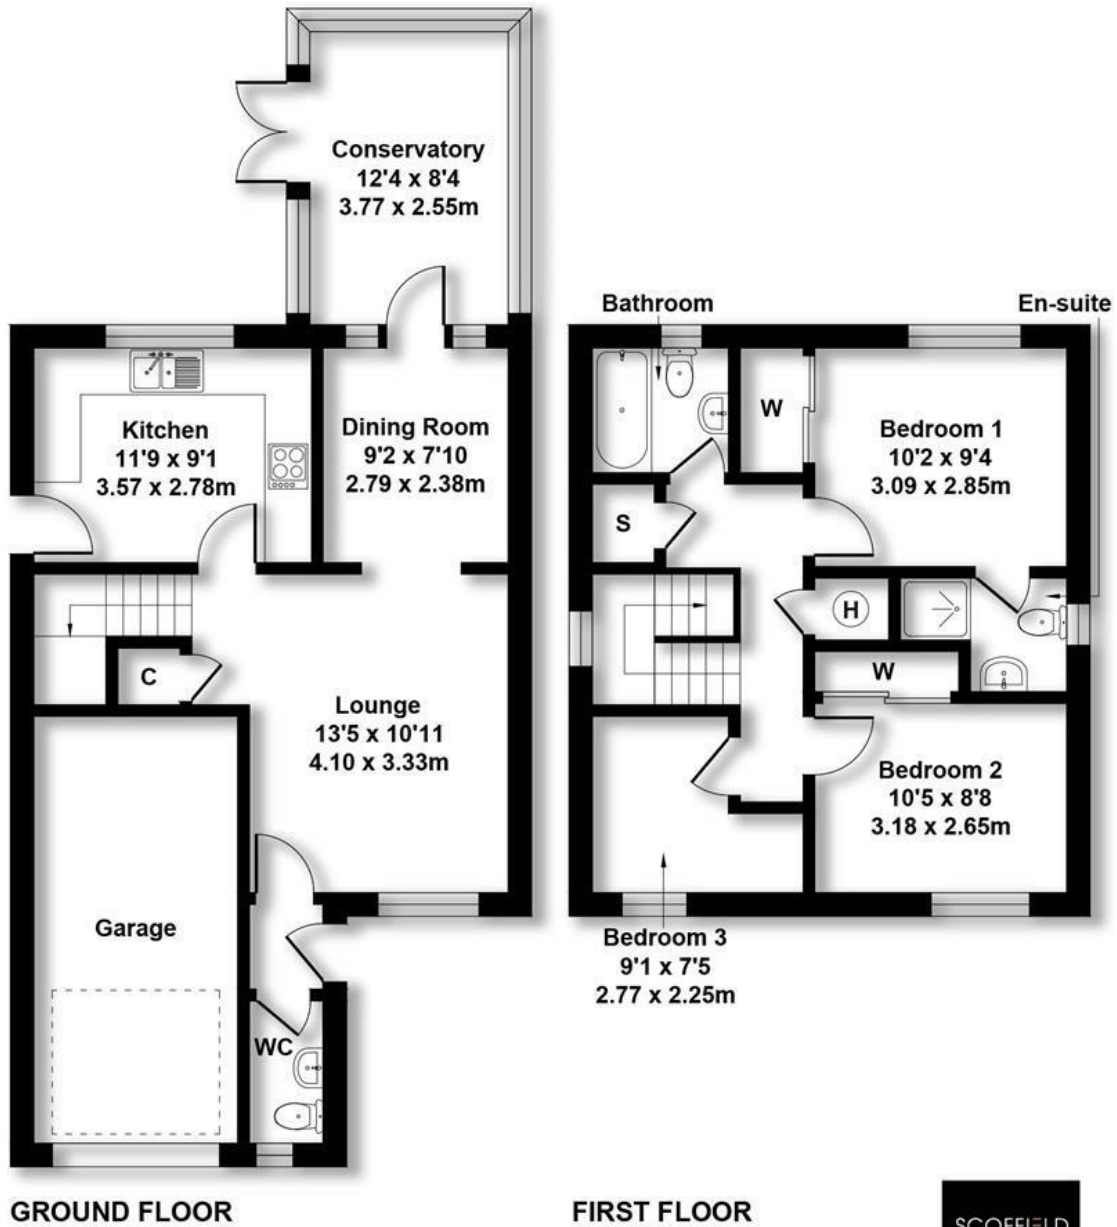 Conservatory
12'4 x 8'4
3.77 x 2.55m
Kitchen
11'9 x 9'1
3.57 x 2.78m
Dining Room
9'2 x 7'10
2.79 x 2.38m
C
Lounge
13'5 x 10'11
4.10 x 3.33m
Garage
WC
GROUND FLOOR
Bathroom
En-suite
W
Bedroom 1
10'2 x 9'4
3.09 x 2.85m
S
H
W
Bedroom 2
10'5 x 8'8
3.18 x 2.65m
Bedroom 3
9'1 x 7'5
2.77 x 2.25m
FIRST FLOOR
SCOFFIELD